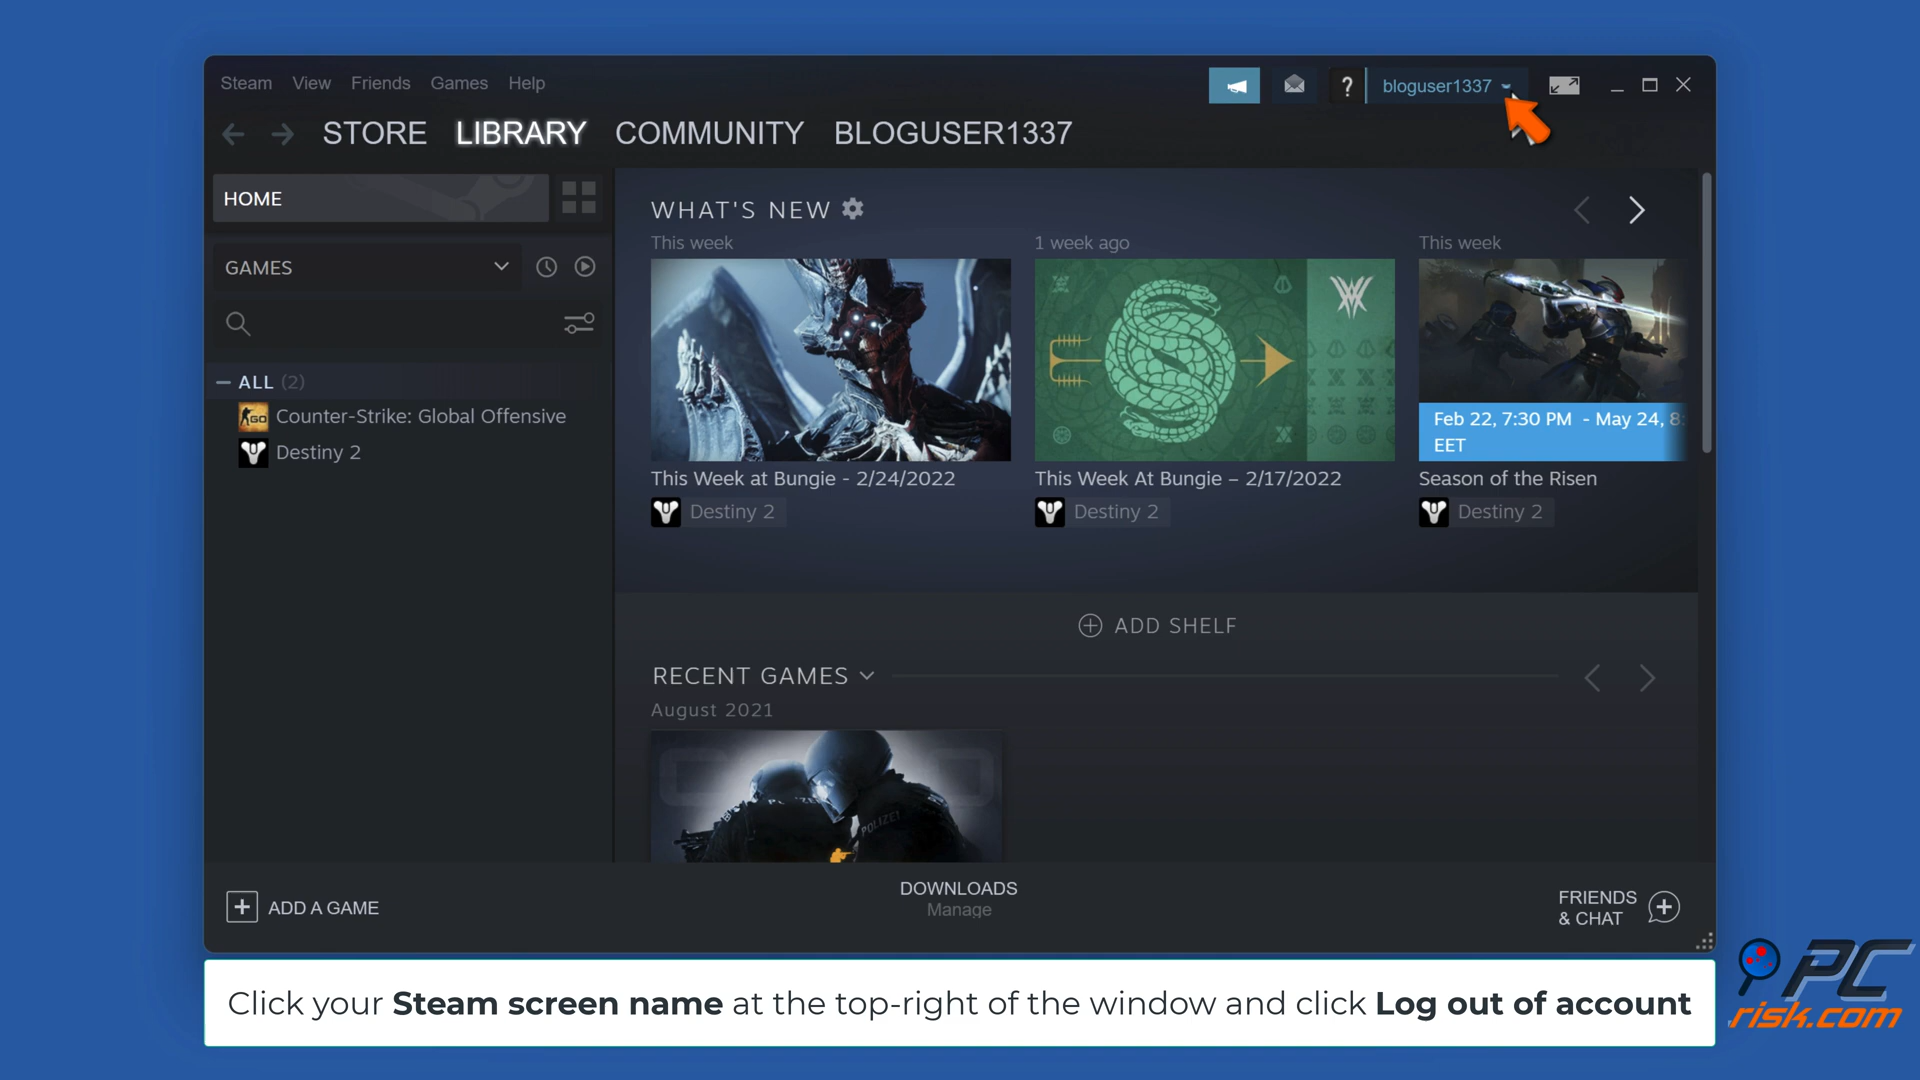 Steam View Friends Games Help
? bloguser1337
STORE LIBRARY COMMUNITY BLOGUSER1337
HOME
GAMES
ALL (2)
GO Counter-Strike: Global Offensive
Destiny 2
WHAT'S NEW
This week
1 week ago
This week
Feb 22, 7:30 PM - May 24, 8:
EET
This Week at Bungie - 2/24/2022
This Week At Bungie – 2/17/2022
Season of the Risen
Destiny 2
Destiny 2
Destiny 2
ADD SHELF
RECENT GAMES
August 2021
POLIZEI
ADD A GAME
DOWNLOADS
Manage
FRIENDS
& CHAT
Click your Steam screen name at the top-right of the window and click Log out of account
PC
risk.com